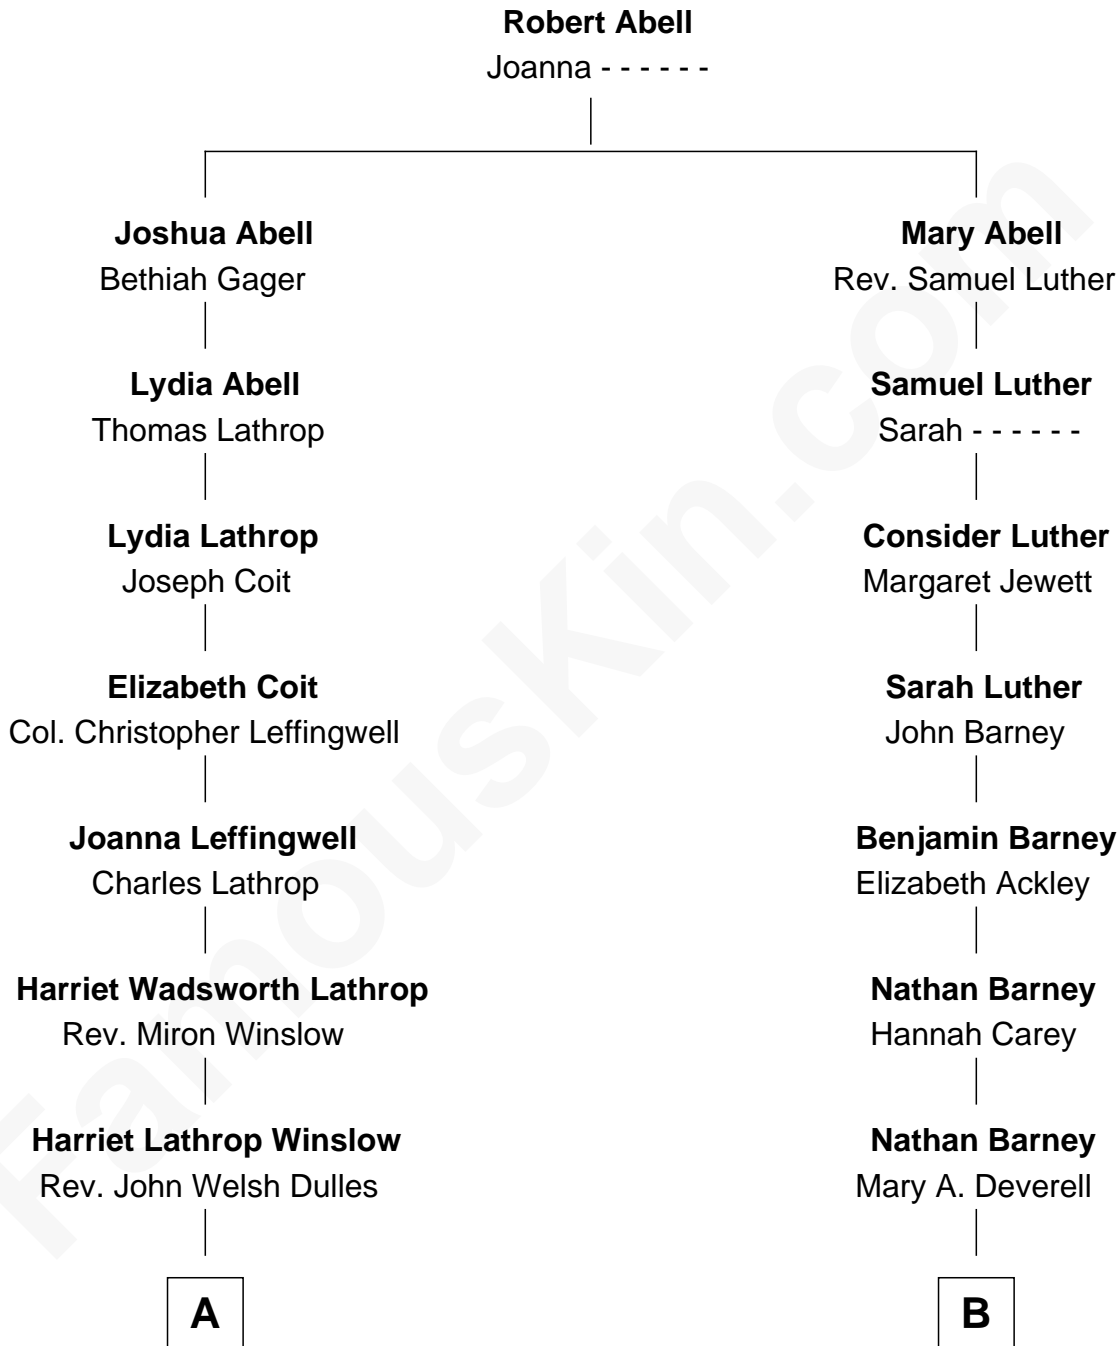 Robert Abell
Joanna - - - - - -
Joshua Abell
Bethiah Gager
Mary Abell
Rev. Samuel Luther
Lydia Abell
Thomas Lathrop
Samuel Luther
Sarah - - - - - -
Lydia Lathrop
Joseph Coit
Consider Luther
Margaret Jewett
Elizabeth Coit
Col. Christopher Leffingwell
Sarah Luther
John Barney
Joanna Leffingwell
Charles Lathrop
Benjamin Barney
Elizabeth Ackley
Harriet Wadsworth Lathrop
Rev. Miron Winslow
Nathan Barney
Hannah Carey
Harriet Lathrop Winslow
Rev. John Welsh Dulles
Nathan Barney
Mary A. Deverell
A
B
FamousKin.com